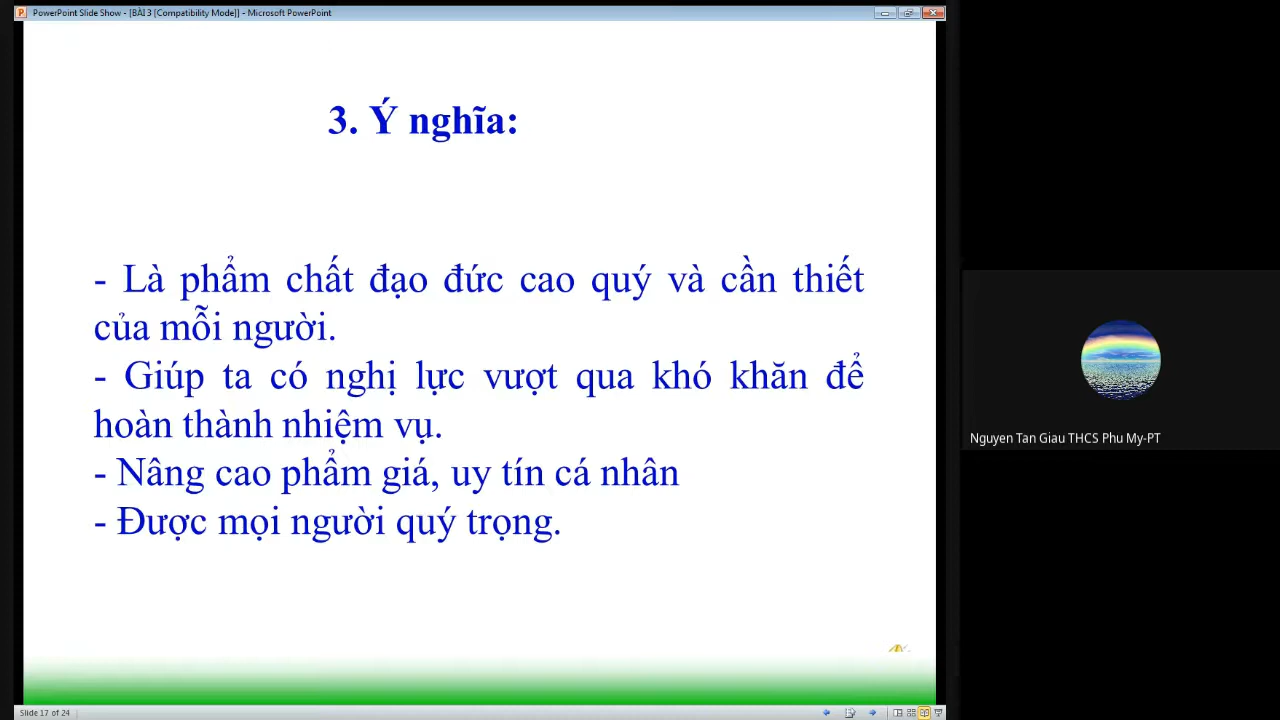 PowerPoint Slide Show - [BÀI 3 [Compatibility Mode]] - Microsoft PowerPoint
3. Ý nghĩa:
- Là phẩm chất đạo đức cao quý và cần thiết
của mỗi người.
- Giúp ta có nghị lực vượt qua khó khăn để
hoàn thành nhiệm vụ.
- Nâng cao phẩm giá, uy tín cá nhân
- Được mọi người quý trọng.
Nguyen Tan Giau THCS Phu My-PT
Slide 17 of 24